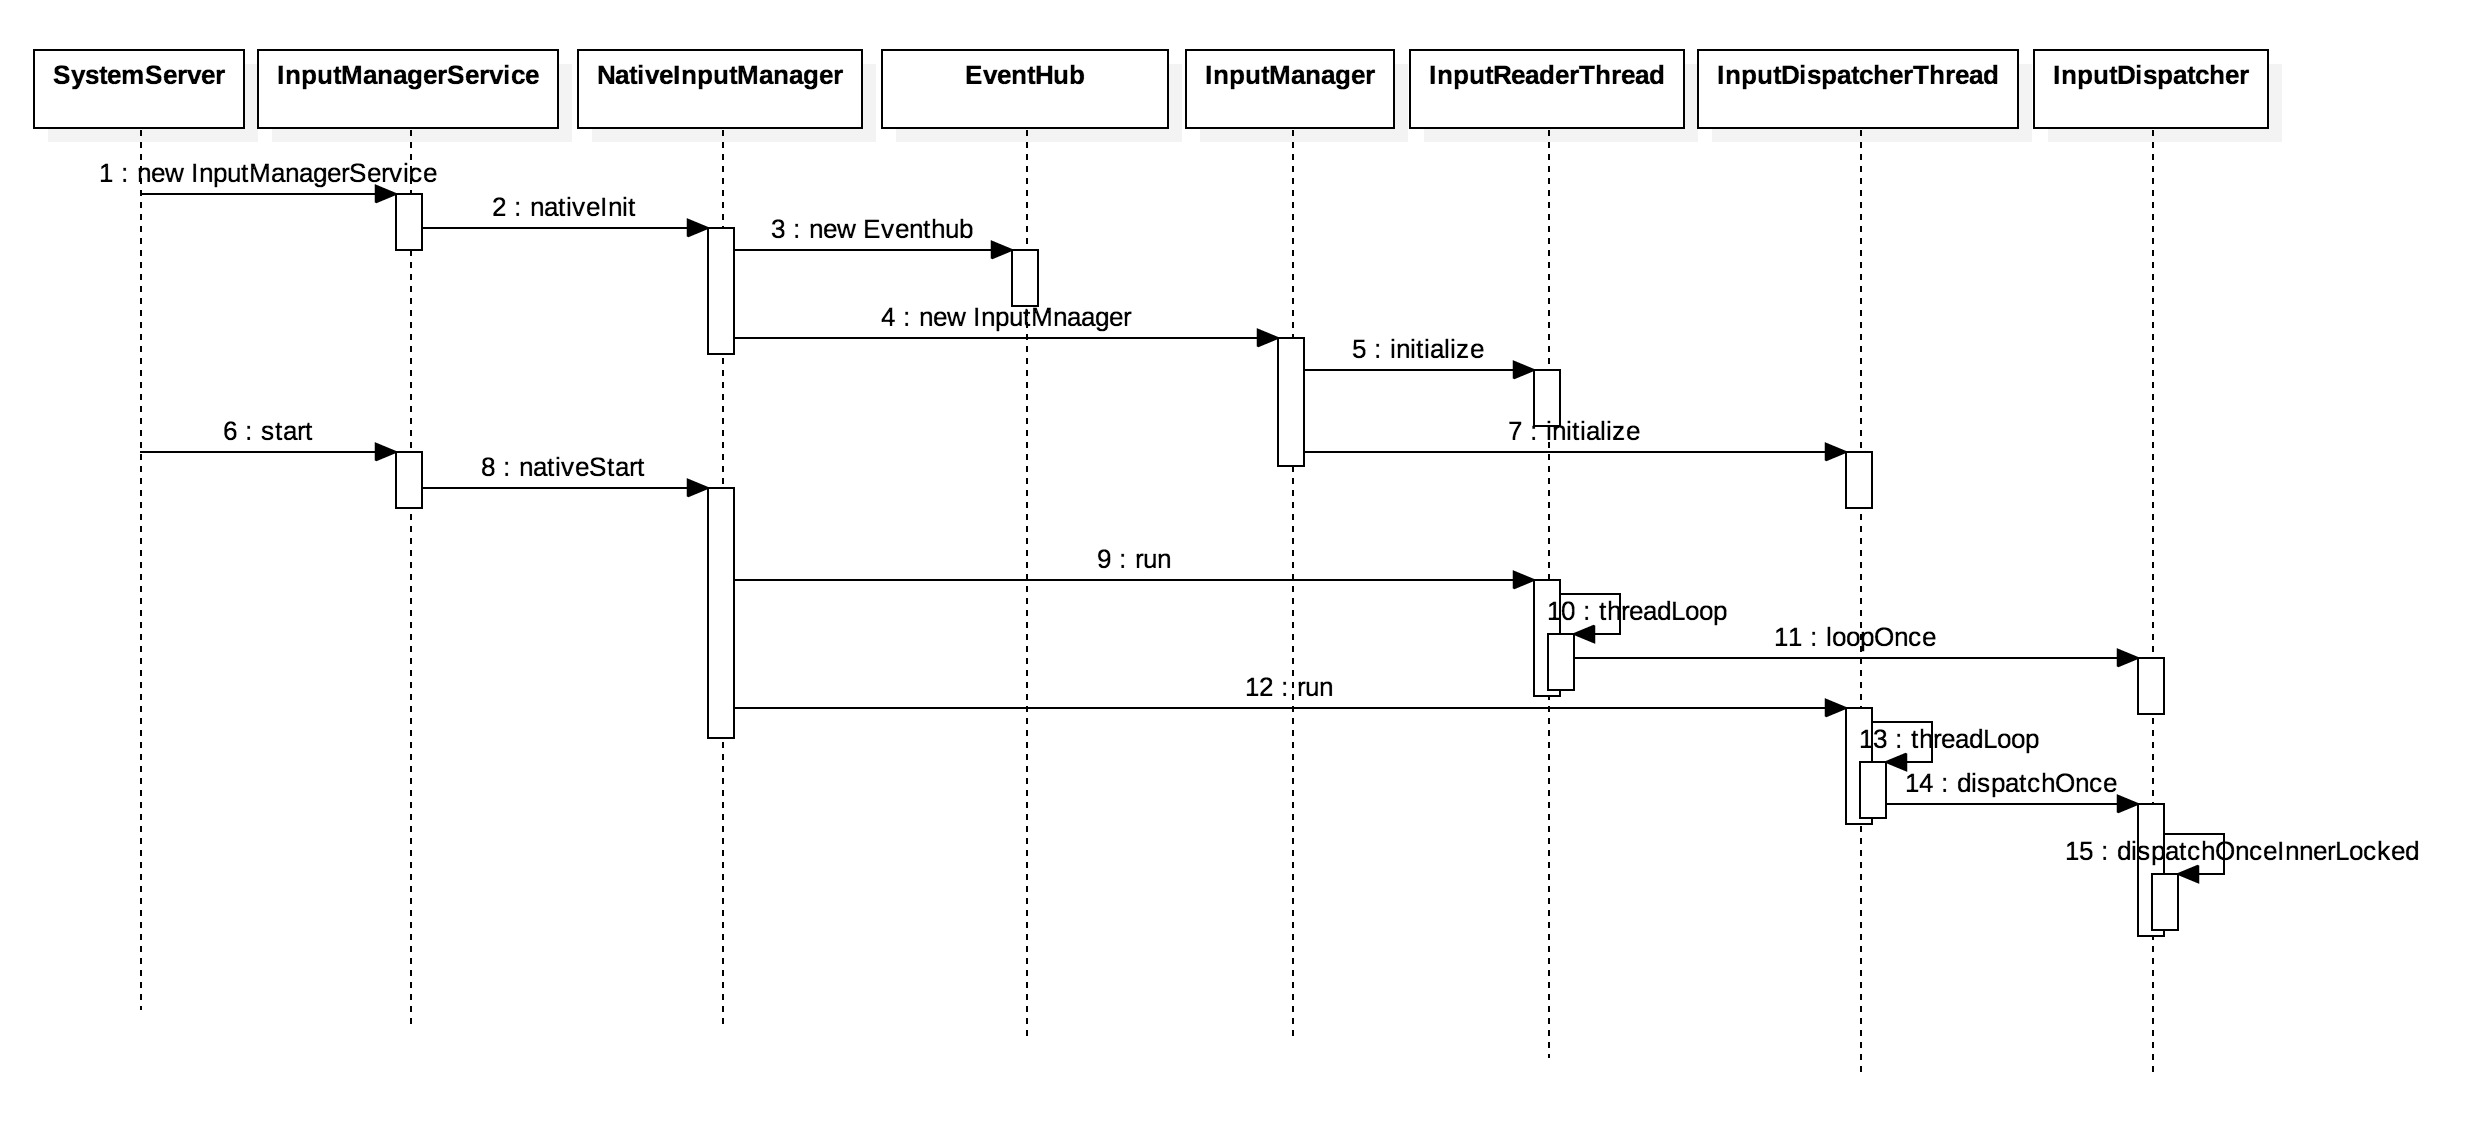 SystemServer
InputManagerService
NativeInputManager
EventHub
InputManager
InputReaderThread
InputDispatcherThread
InputDispatcher
1 : new InputManagerService
2 : nativeInit
3 : new Eventhub
4 : new InputMnaager
5 : initialize
6 : start
7 : initialize
8 : nativeStart
9 : run
10 : threadLoop
11 : loopOnce
12 : run
13 : threadLoop
14 : dispatchOnce
15 : dispatchOnceInnerLocked